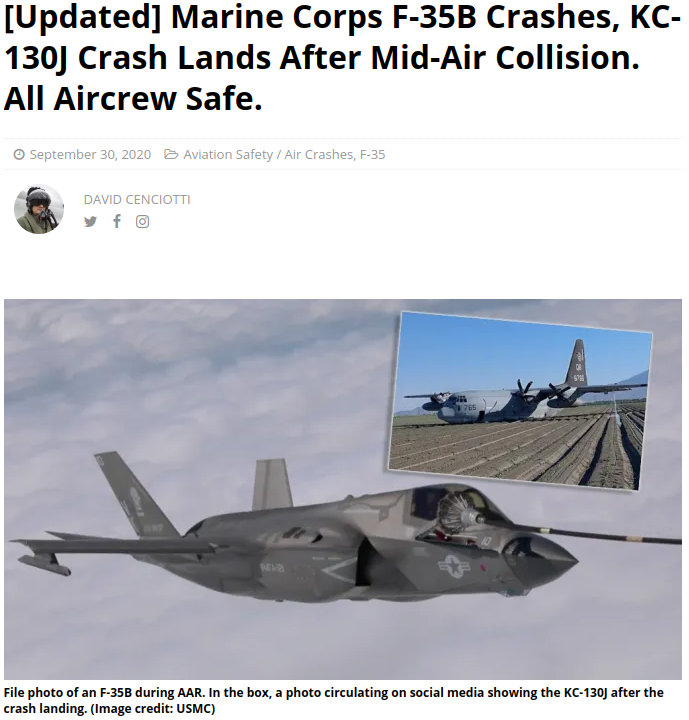 [Updated] Marine Corps F-35B Crashes, KC-
130J Crash Lands After Mid-Air Collision.
All Aircrew Safe.
September 30, 2020 Aviation Safety / Air Crashes, F-35
DAVID CENCIOTTI
765
File photo of an F-35B during AAR. In the box, a photo circulating on social media showing the KC-130J after the
crash landing. (Image credit: USMC)